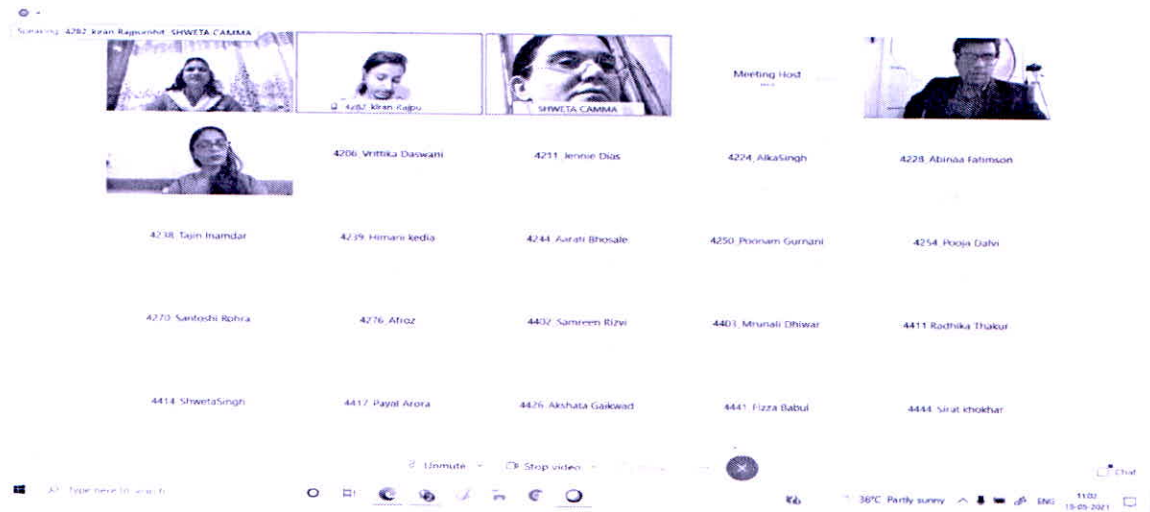 Speaking: 4282_kiran Rajpurohit, SHWETA CAMMA
4282_kiran Rajpu
SHWETA CAMMA
Meeting Host
4206_Vrittika Daswani
4211_Jennie Dias
4224_AlkaSingh
4228_Abinaa Fatimson
4238_Tajin Inamdar
4239_Himani kedia
4244_Aarati Bhosale
4250_Poonam Gurnani
4254_Pooja Dalvi
4270_Santoshi Rohra
4276_Afroz
4402_Samreen Rizvi
4403_Mrunali Dhiwar
4411 Radhika Thakur
4414_ShwetaSingh
4417_Payal Arora
4426_Akshata Gaikwad
4441_Fizza Babul
4444_Sirat khokhar
Unmute
Stop video
Chat
Type here to search
36°C Partly sunny
ENG
11:02
-05-2021